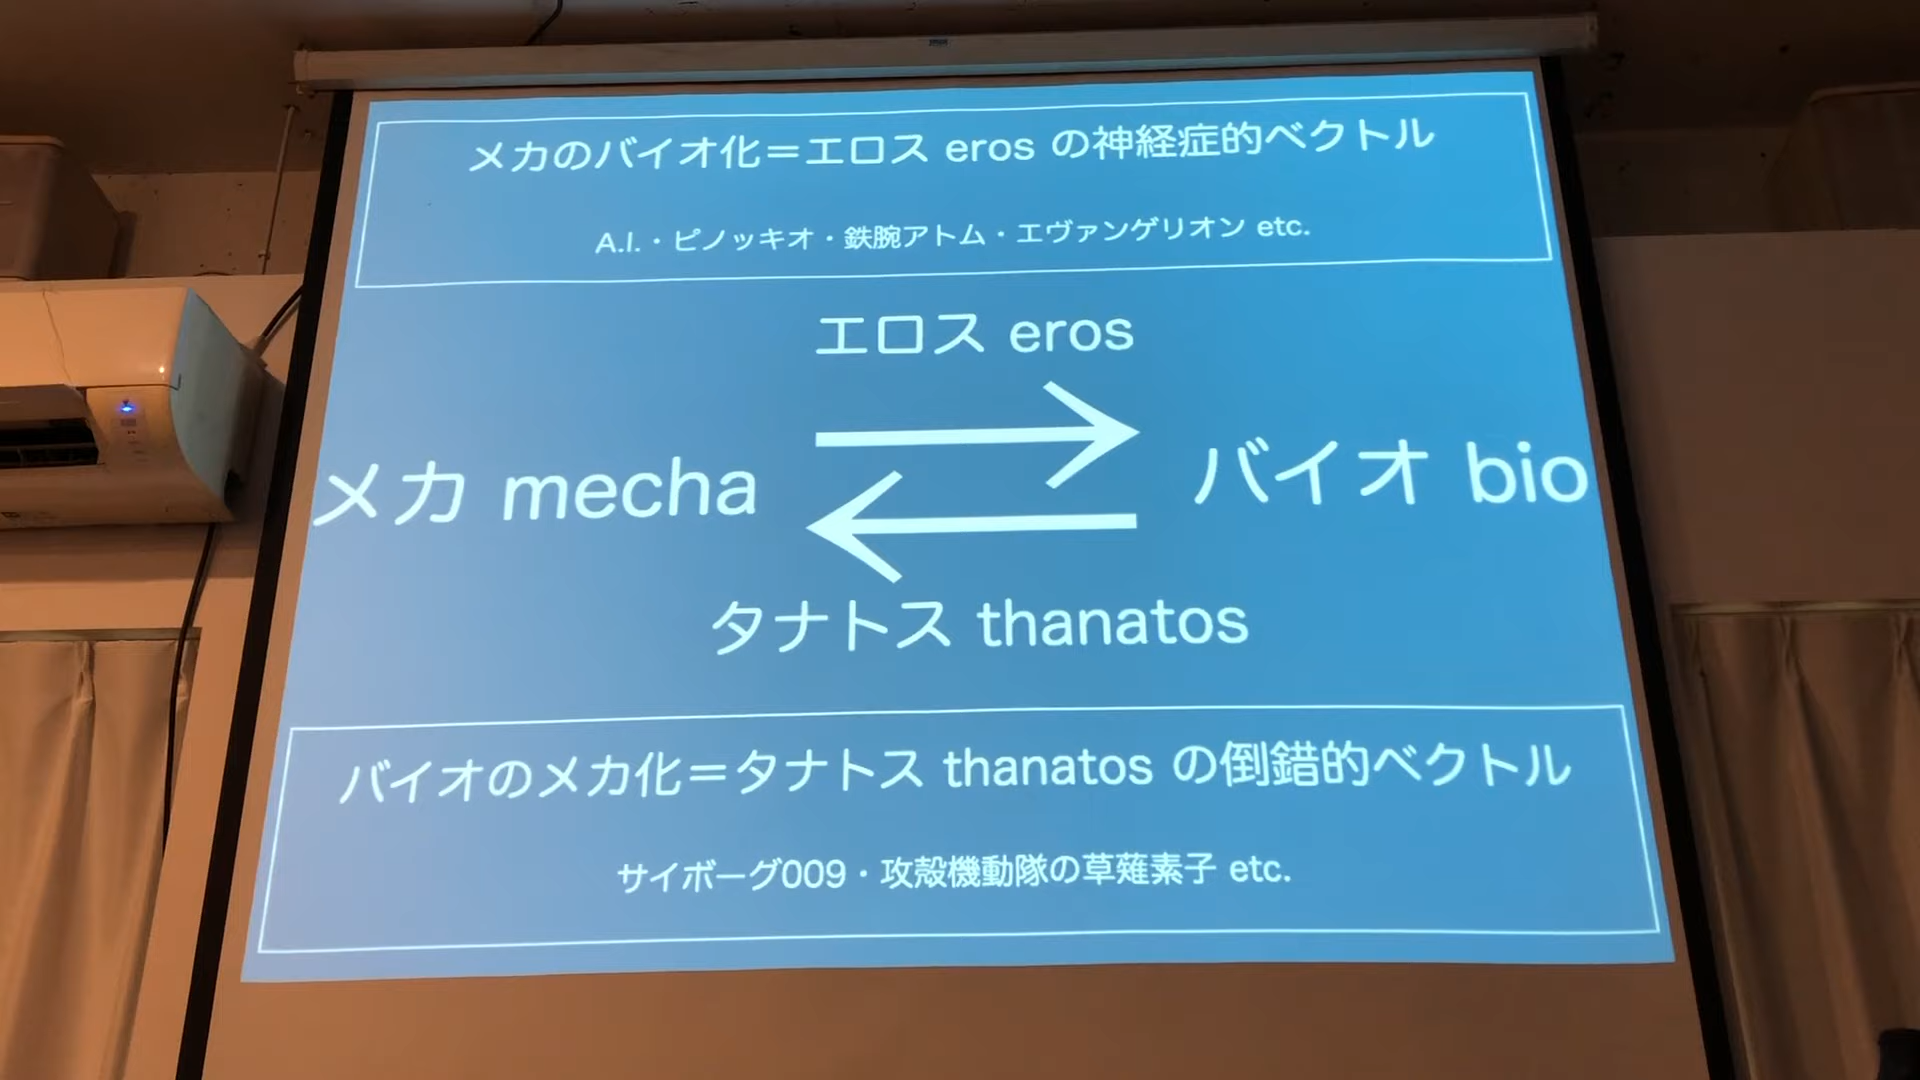 メカのバイオ化＝エロス eros の神経症的ベクトル
A.I.・ピノッキオ・鉄腕アトム・エヴァンゲリオン etc.
エロス eros
メカ mecha
バイオ bio
タナトス thanatos
バイオのメカ化＝タナトス thanatos の倒錯的ベクトル
サイボーグ009・攻殻機動隊の草薙素子 etc.